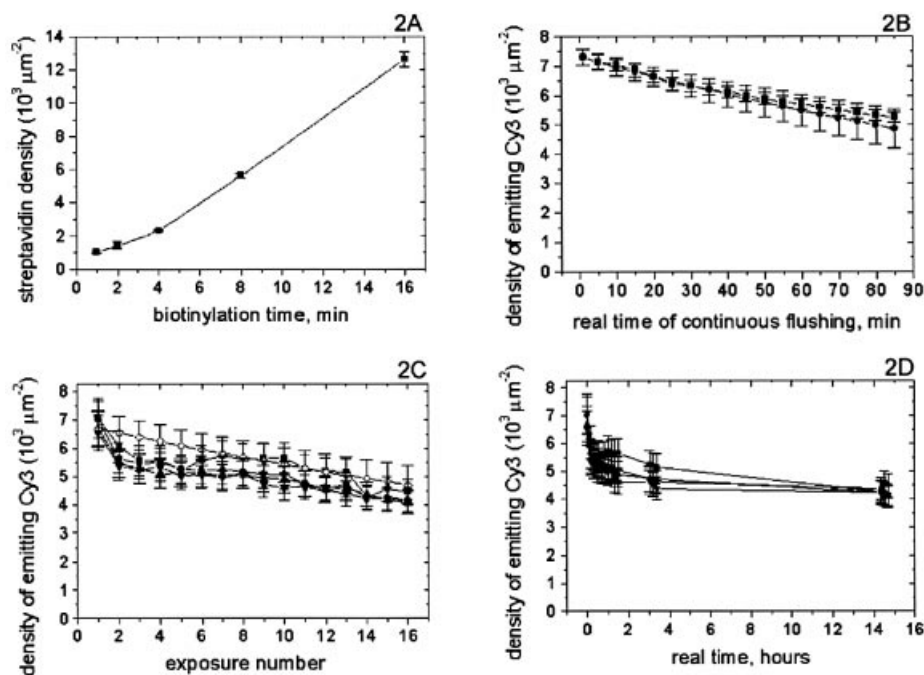 2A
streptavidin density (10³ µm⁻²)
14
12
10
8
6
4
2
0
0 2 4 6 8 10 12 14 16
biotinylation time, min
2B
density of emitting Cy3 (10³ µm⁻²)
8
7
6
5
4
3
2
1
0
0 10 20 30 40 50 60 70 80 90
real time of continuous flushing, min
2C
density of emitting Cy3 (10³ µm⁻²)
8
7
6
5
4
3
2
1
0
0 2 4 6 8 10 12 14 16
exposure number
2D
density of emitting Cy3 (10³ µm⁻²)
8
7
6
5
4
3
2
1
0
0 2 4 6 8 10 12 14 16
real time, hours